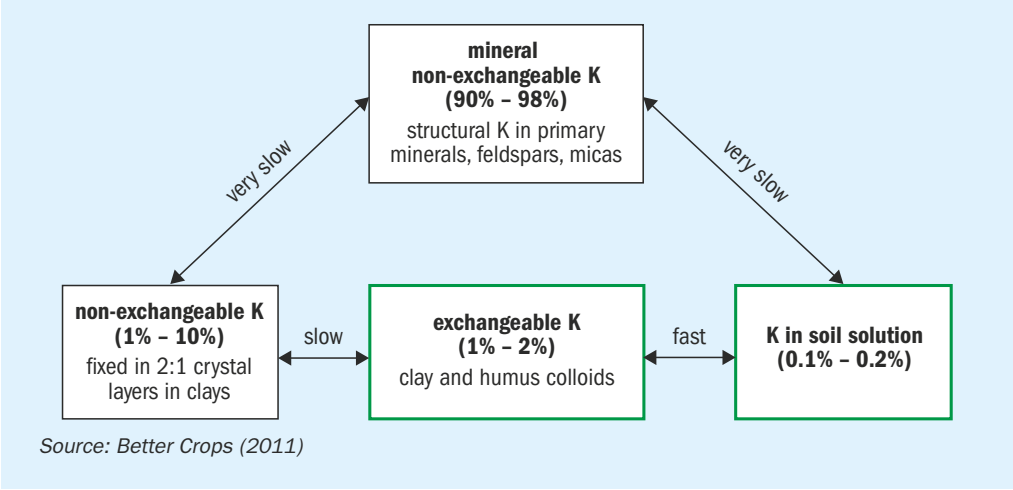 mineral
non-exchangeable K
(90% – 98%)
structural K in primary
minerals, feldspars, micas
very slow
very slow
non-exchangeable K
(1% – 10%)
fixed in 2:1 crystal
layers in clays
slow
exchangeable K
(1% – 2%)
clay and humus colloids
fast
K in soil solution
(0.1% – 0.2%)
Source: Better Crops (2011)